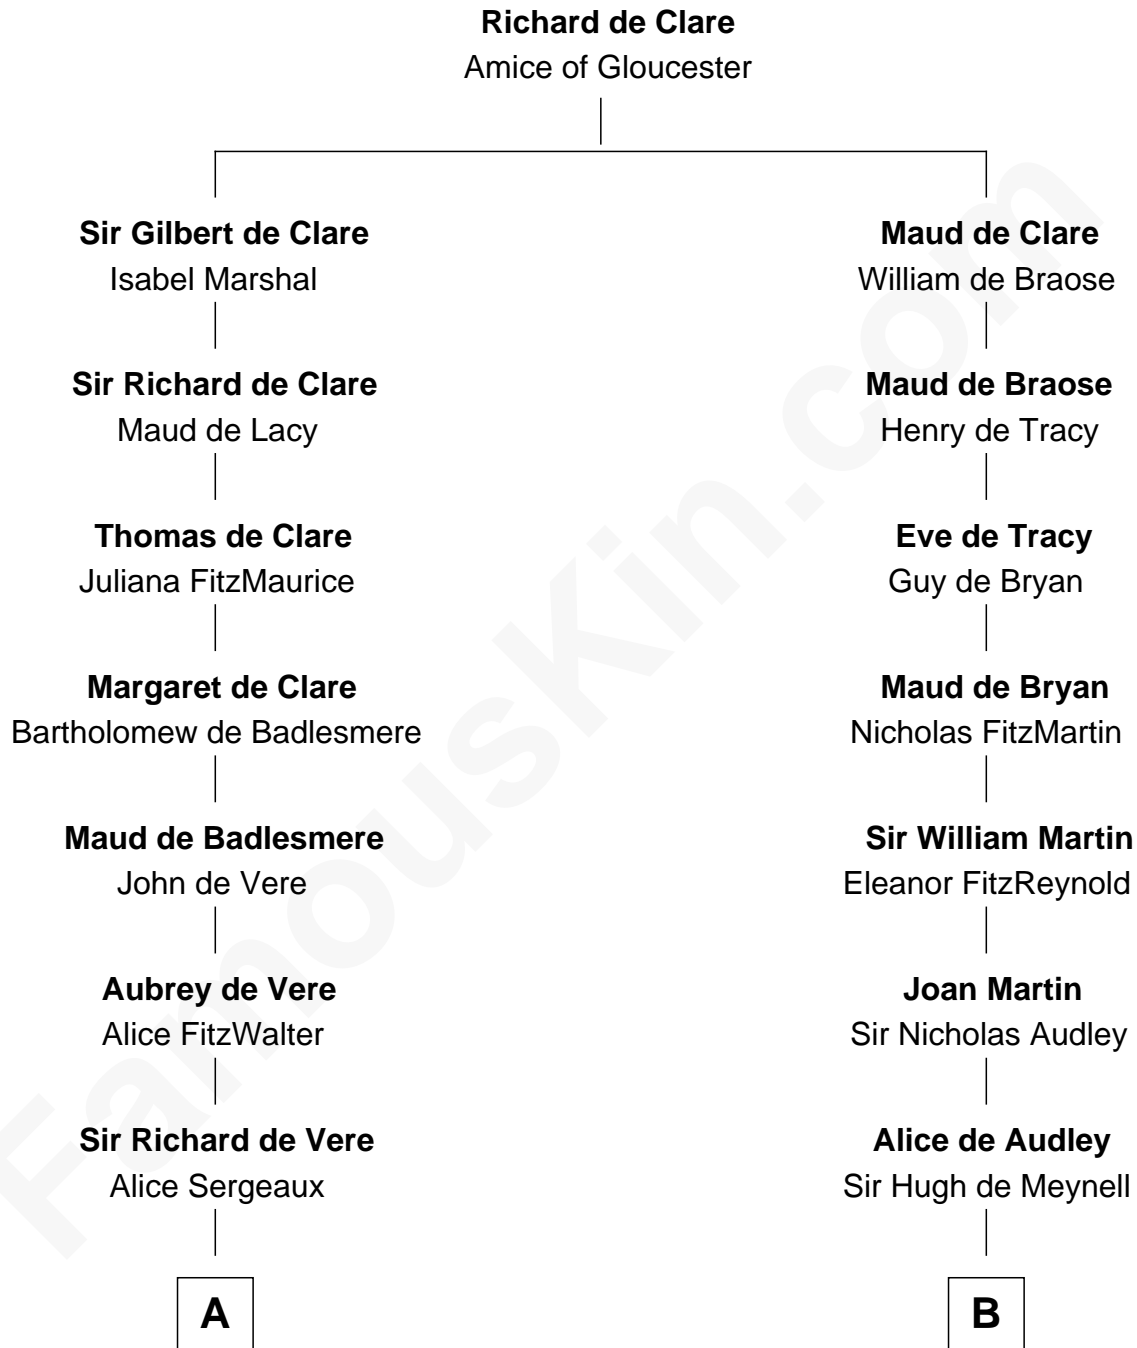 Richard de Clare
Amice of Gloucester
Sir Gilbert de Clare
Isabel Marshal
Sir Richard de Clare
Maud de Lacy
Thomas de Clare
Juliana FitzMaurice
Margaret de Clare
Bartholomew de Badlesmere
Maud de Badlesmere
John de Vere
Aubrey de Vere
Alice FitzWalter
Sir Richard de Vere
Alice Sergeaux
A
Maud de Clare
William de Braose
Maud de Braose
Henry de Tracy
Eve de Tracy
Guy de Bryan
Maud de Bryan
Nicholas FitzMartin
Sir William Martin
Eleanor FitzReynold
Joan Martin
Sir Nicholas Audley
Alice de Audley
Sir Hugh de Meynell
B
FamousKin.com